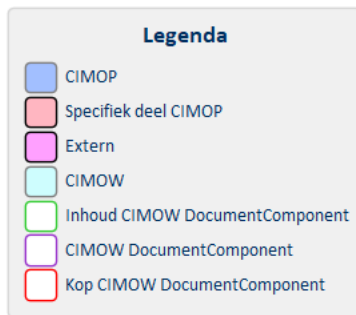 Legenda
CIMOP
Specifiek deel CIMOP
Extern
CIMOW
Inhoud CIMOW DocumentComponent
CIMOW DocumentComponent
Kop CIMOW DocumentComponent